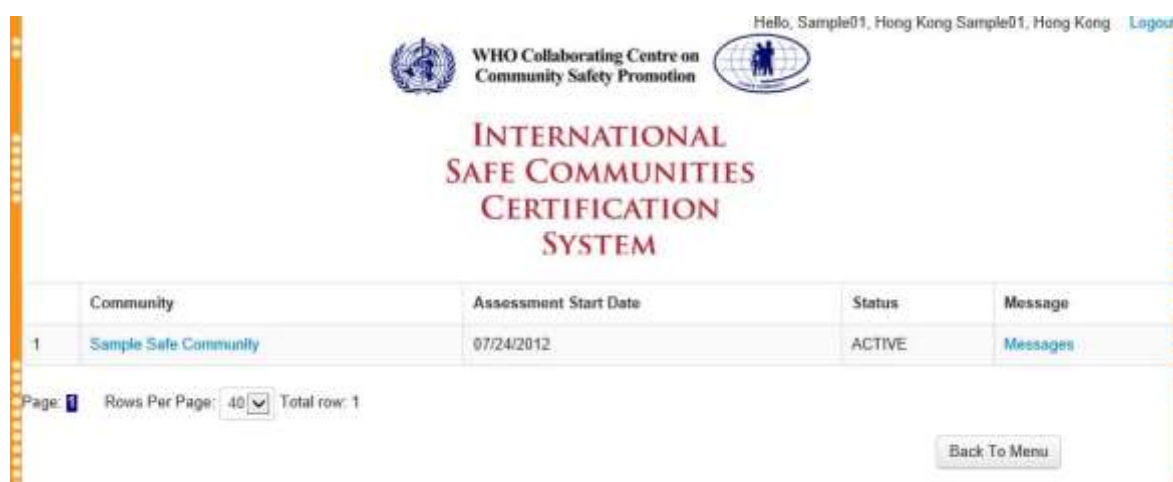 Hello, Sample01, Hong Kong Sample01, Hong Kong Logout
WHO Collaborating Centre on
Community Safety Promotion
INTERNATIONAL
SAFE COMMUNITIES
CERTIFICATION
SYSTEM
Community Assessment Start Date Status Message
1 Sample Safe Community 07/24/2012 ACTIVE Messages
Page: 1 Rows Per Page: 40 Total row: 1
Back To Menu